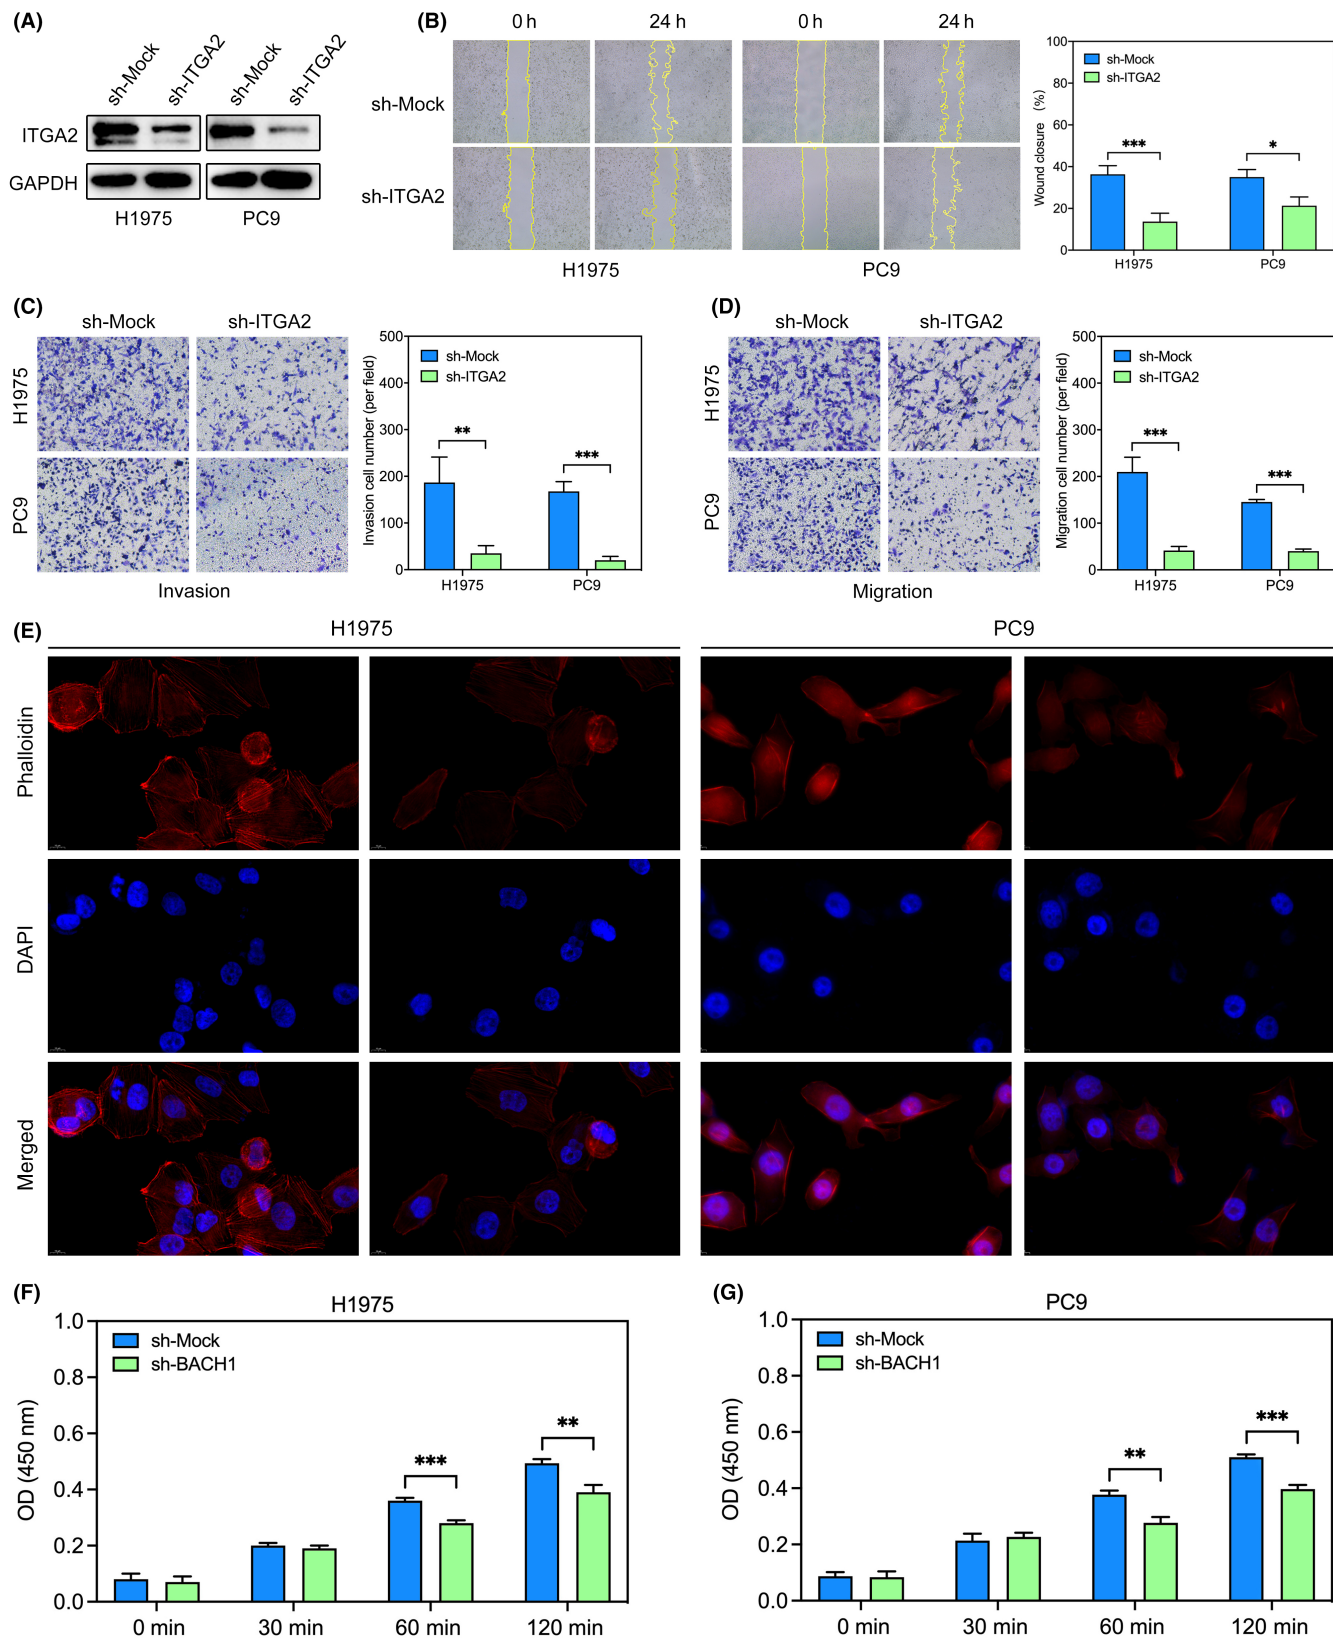 (A)
sh-Mock
sh-ITGA2
sh-Mock
sh-ITGA2
ITGA2
GAPDH
H1975
PC9
(B)
0 h
24 h
0 h
24 h
sh-Mock
sh-ITGA2
H1975
PC9
100
80
60
40
20
0
Wound closure (%)
sh-Mock
sh-ITGA2
***
*
H1975
PC9
(C)
sh-Mock
sh-ITGA2
H1975
PC9
Invasion
500
400
300
200
100
0
Invasion cell number (per field)
sh-Mock
sh-ITGA2
**
***
H1975
PC9
(D)
sh-Mock
sh-ITGA2
H1975
PC9
Migration
500
400
300
200
100
0
Migration cell number (per field)
sh-Mock
sh-ITGA2
***
***
H1975
PC9
(E)
H1975
PC9
Phalloidin
DAPI
Merged
(F)
H1975
1.0
0.8
0.6
0.4
0.2
0.0
OD (450 nm)
sh-Mock
sh-BACH1
***
**
0 min
30 min
60 min
120 min
(G)
PC9
1.0
0.8
0.6
0.4
0.2
0.0
OD (450 nm)
sh-Mock
sh-BACH1
**
***
0 min
30 min
60 min
120 min